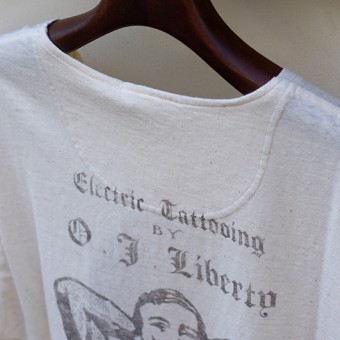 Electric Tattooing
BY
O. J. Liberty